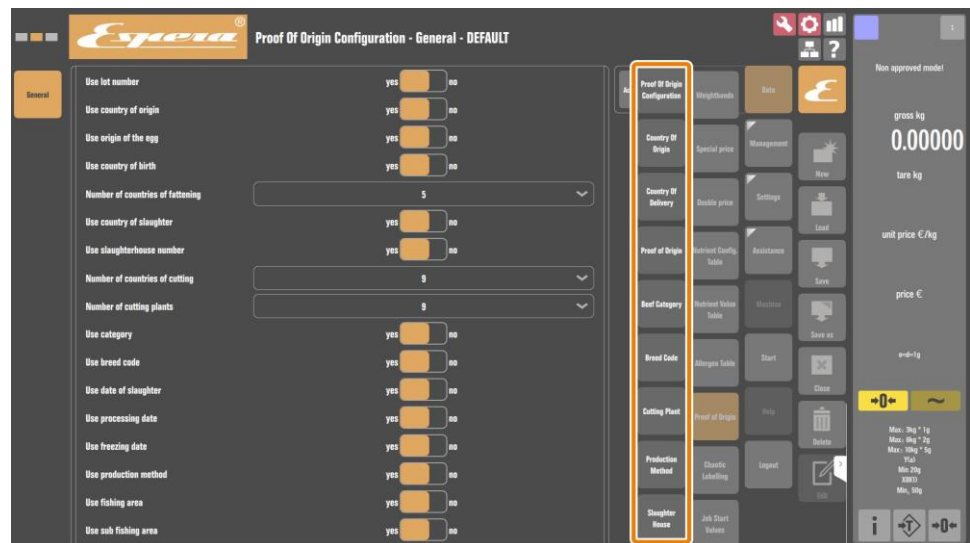 Espera®
Proof Of Origin Configuration - General - DEFAULT
?
General
Use lot number yes no
Use country of origin yes no
Use origin of the egg yes no
Use country of birth yes no
Number of countries of fattening 5
Use country of slaughter yes no
Use slaughterhouse number yes no
Number of countries of cutting 9
Number of cutting plants 9
Use category yes no
Use breed code yes no
Use date of slaughter yes no
Use processing date yes no
Use freezing date yes no
Use production method yes no
Use fishing area yes no
Use sub fishing area yes no
Proof Of Origin
Configuration
Country Of
Origin
Country Of
Delivery
Proof of Origin
Beef Category
Breed Code
Cutting Plant
Production
Method
Slaughter
House
Weightbands
Special price
Double price
Nutrient Config.
Table
Nutrient Value
Table
Allergen Table
Proof of Origin
Chaotic
Labelling
Job Start
Values
Data
Management
Settings
Assistance
Machine
Start
Help
Logout
E
New
Load
Save
Save as
Close
Delete
Edit
Non approved model
gross kg
0.00000
tare kg
unit price €/kg
price €
e=d=1g
→0←
~
Max: 3kg * 1g
Max: 6kg * 2g
Max: 10kg * 5g
Min 20g
Min, 50g
i
T
→0←